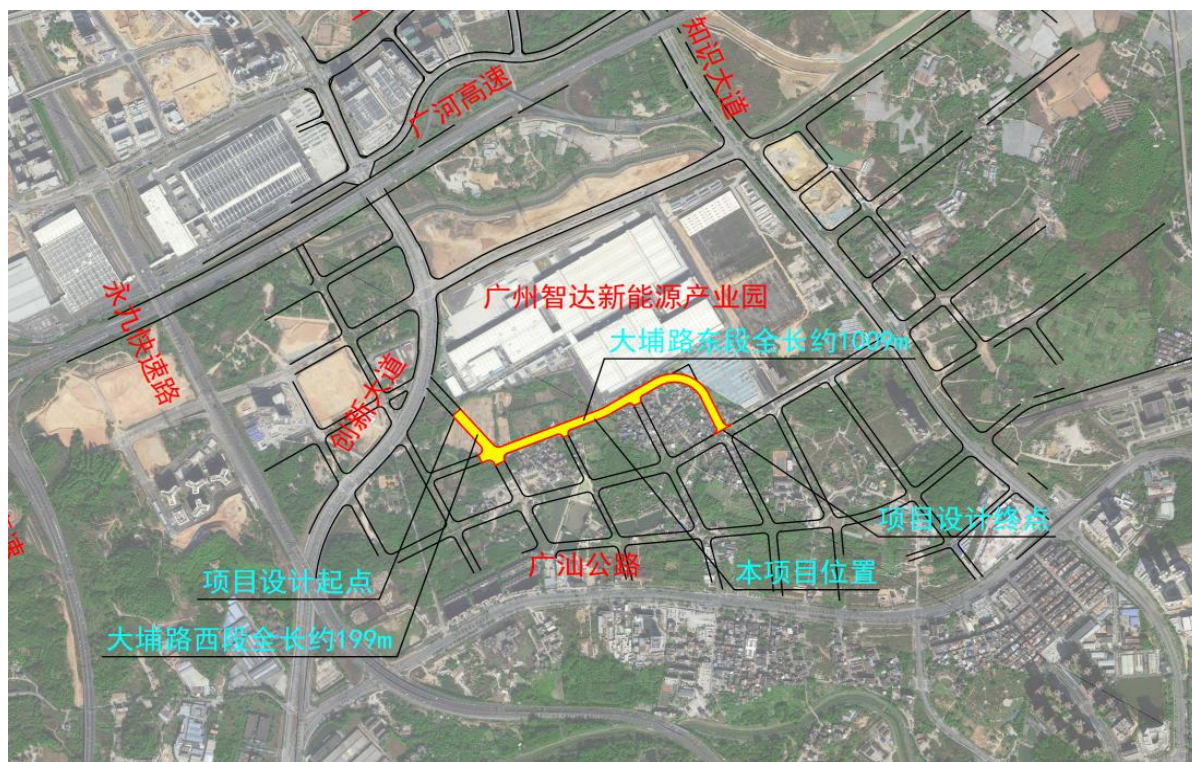 知识大道
广河高速
永九快速路
广州智达新能源产业园
大埔路东段全长约1009m
创新大道
项目设计终点
广汕公路
本项目位置
项目设计起点
大埔路西段全长约199m
速